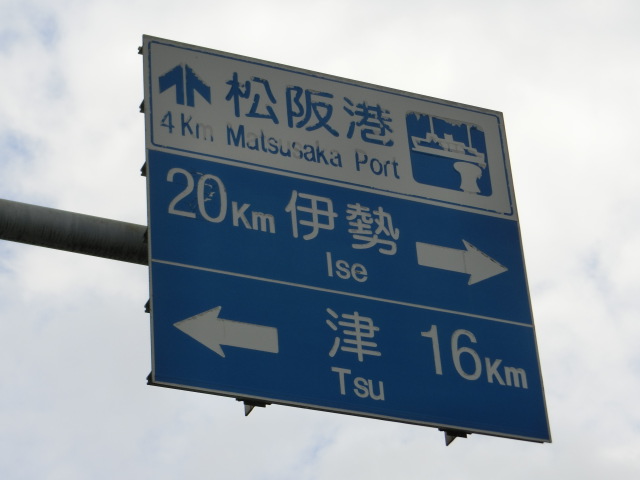 松阪港
4Km Matsusaka Port
20Km 伊勢
Ise
津 16Km
Tsu